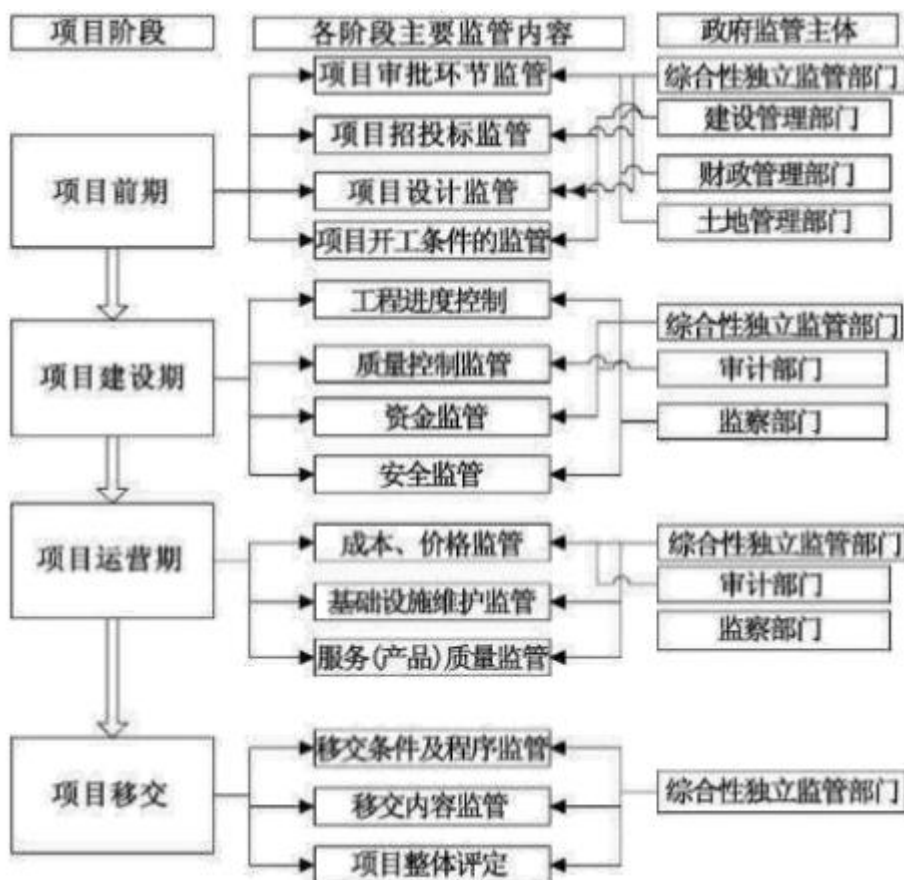 项目阶段
各阶段主要监管内容
政府监管主体
项目前期
项目审批环节监管
项目招投标监管
项目设计监管
项目开工条件的监管
综合性独立监管部门
建设管理部门
财政管理部门
土地管理部门
项目建设期
工程进度控制
质量控制监管
资金监管
安全监管
综合性独立监管部门
审计部门
监察部门
项目运营期
成本、价格监管
基础设施维护监管
服务(产品)质量监管
综合性独立监管部门
审计部门
监察部门
项目移交
移交条件及程序监管
移交内容监管
项目整体评定
综合性独立监管部门